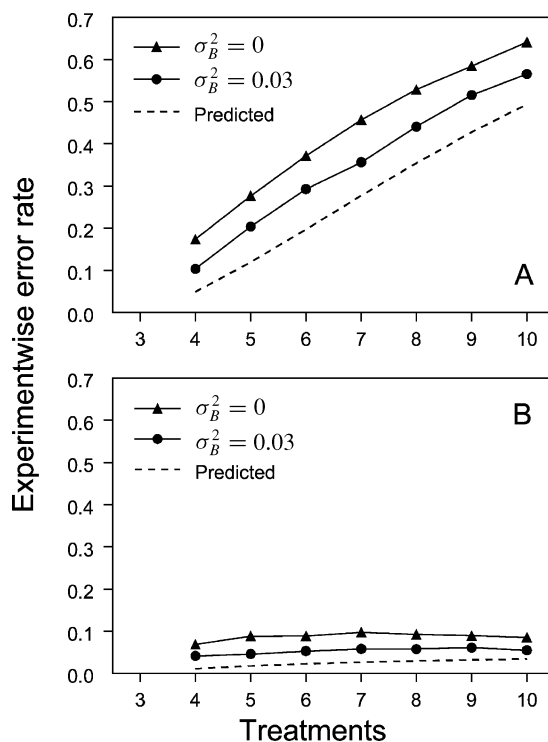 Experimentwise error rate
0.7
0.6
0.5
0.4
0.3
0.2
0.1
0.0
σ_B^2 = 0
σ_B^2 = 0.03
Predicted
A
3 4 5 6 7 8 9 10
0.7
0.6
0.5
0.4
0.3
0.2
0.1
0.0
σ_B^2 = 0
σ_B^2 = 0.03
Predicted
B
3 4 5 6 7 8 9 10
Treatments